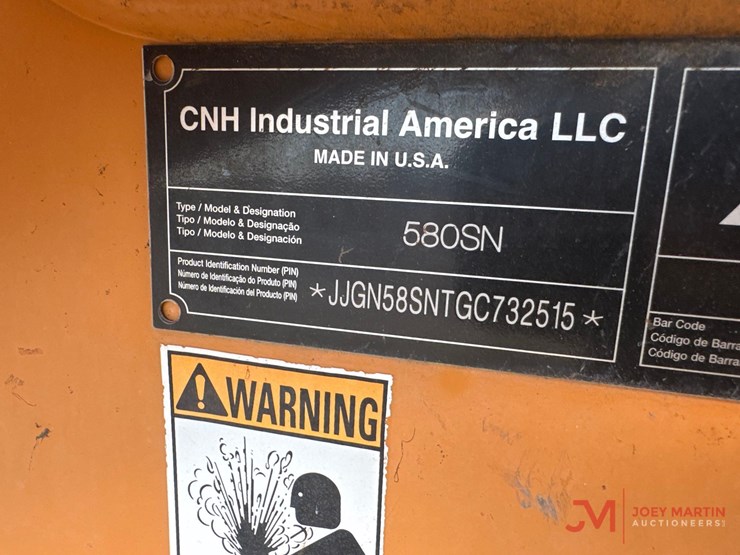 CNH Industrial America LLC
MADE IN U.S.A.
Type / Model & Designation
Tipo / Modelo & Designação
Tipo / Modelo & Designación
580SN
Product Identification Number (PIN)
Número de Identificação do Produto (PIN)
Número de Identificación del Producto (PIN)
*JJGN58SNTGC732515*
Bar Code
Código de Barra
Código de Barra
WARNING
JM JOEY MARTIN
AUCTIONEERS